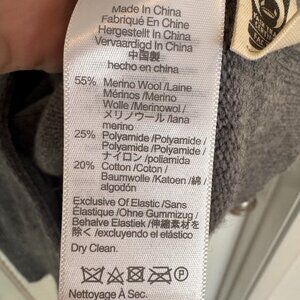 Made In China
Fabriqué En Chine
Hergestellt In China
Vervaardigd In China
中国製
hecho en china
55% Merino Wool /Laine
Mérinos /Merino
Wolle /Merinowol /
メリノウール /lana
merino
25% Polyamide /Polyamide /
Polyamide /Polyamide /
ナイロン /poliamida
20% Cotton /Coton /
Baumwolle /Katoen /綿 /
algodón
Exclusive Of Elastic /Sans
Élastique /Ohne Gummizug /
Behalve Elastiek /伸縮素材を
除く /excluyendo el elástico
Dry Clean.
P
Nettoyage À Sec.